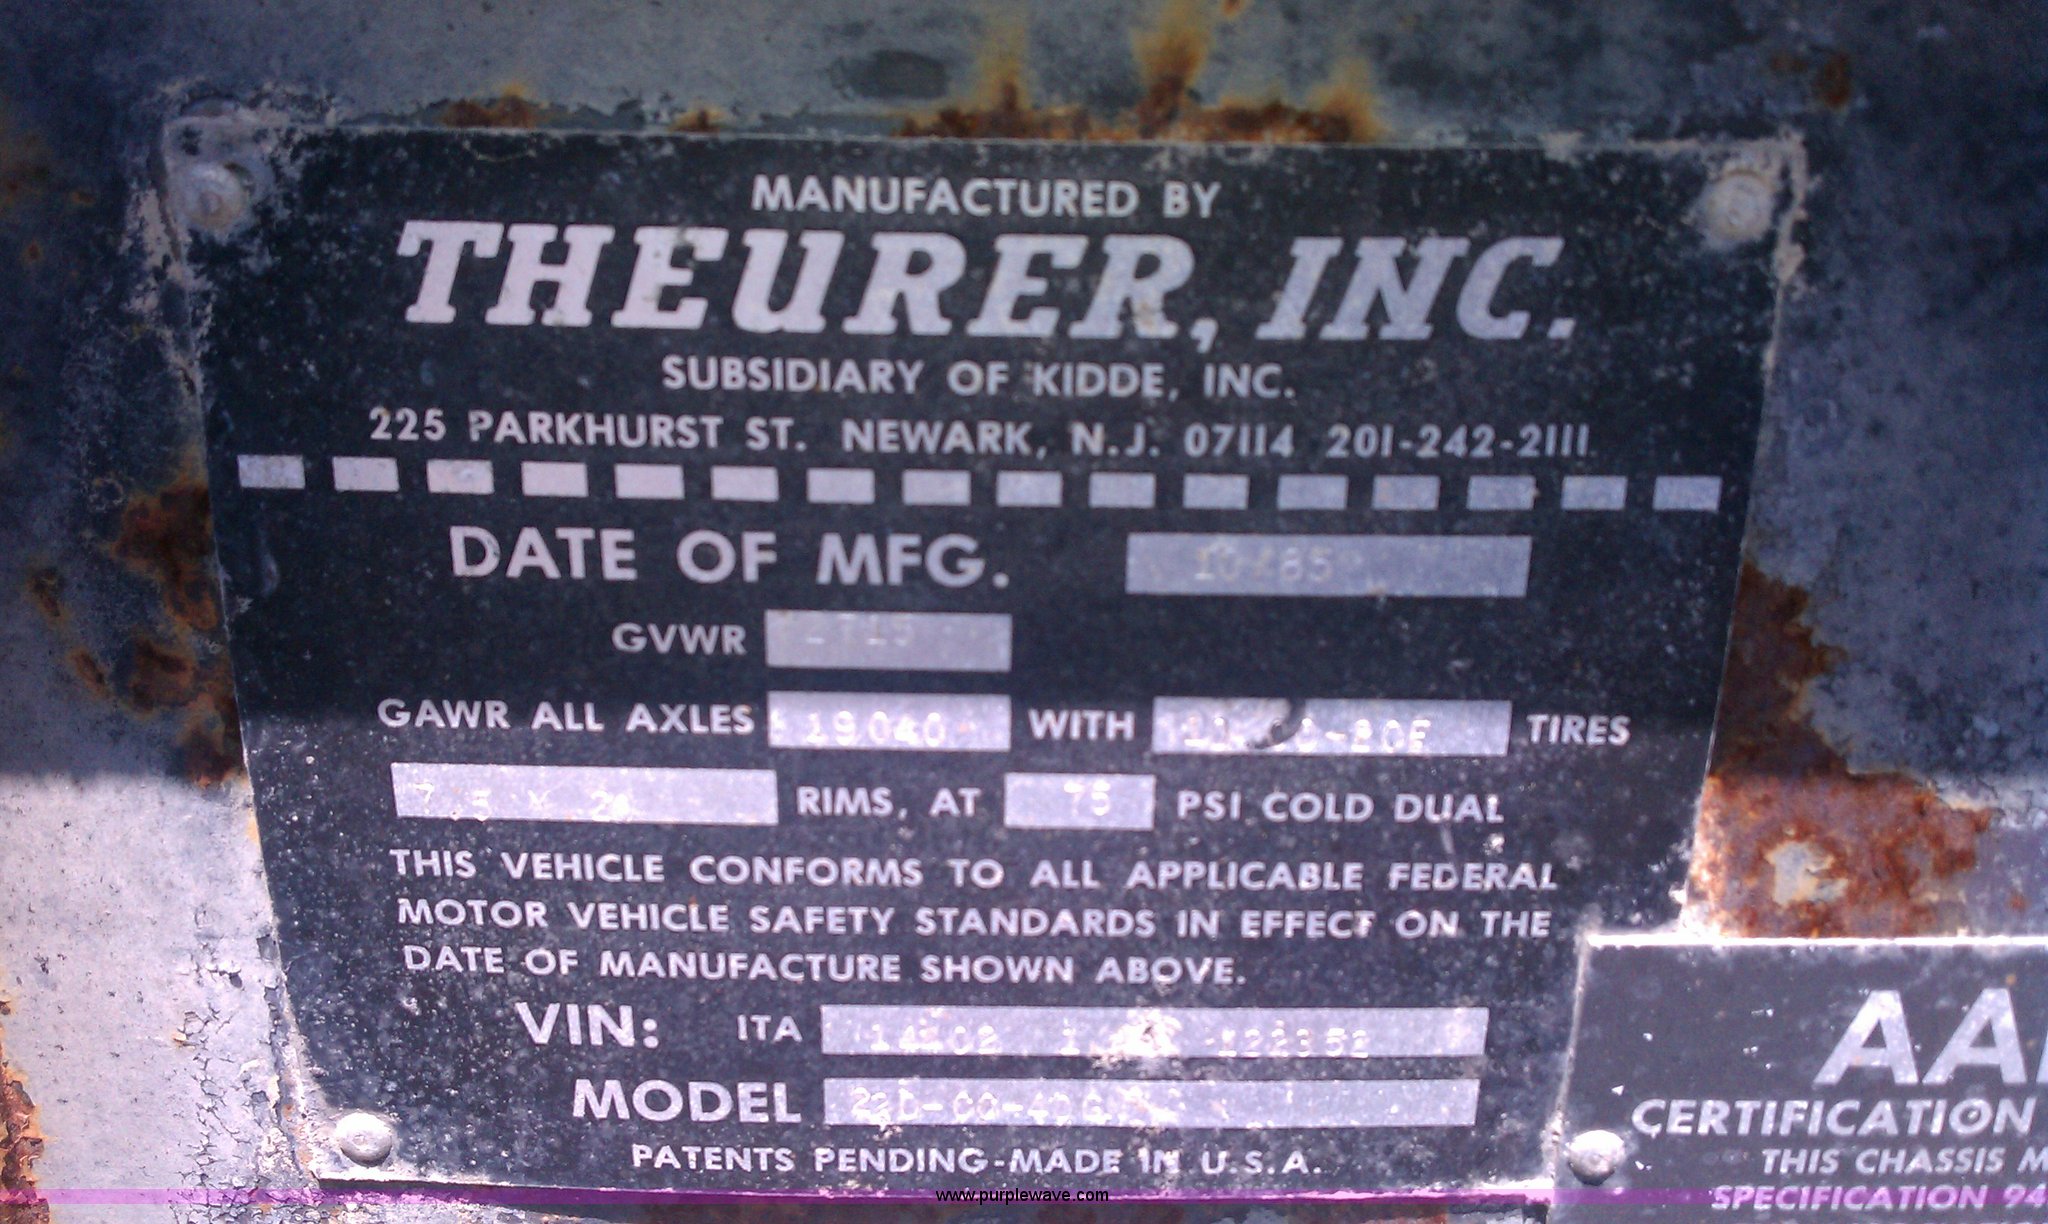 MANUFACTURED BY
THEURER, INC.
SUBSIDIARY OF KIDDE, INC.
225 PARKHURST ST. NEWARK, N.J. 07114 201-242-2111
DATE OF MFG.
GVWR
GAWR ALL AXLES 19040 WITH TIRES
RIMS, AT 75 PSI COLD DUAL
THIS VEHICLE CONFORMS TO ALL APPLICABLE FEDERAL
MOTOR VEHICLE SAFETY STANDARDS IN EFFECT ON THE
DATE OF MANUFACTURE SHOWN ABOVE.
VIN: ITA 122352
MODEL
PATENTS PENDING-MADE IN U.S.A.
CERTIFICATION
THIS CHASSIS
SPECIFICATION
www.purplewave.com